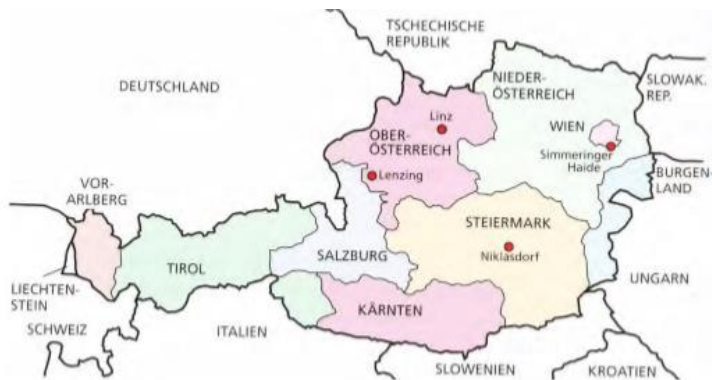 TSCHECHISCHE
REPUBLIK
DEUTSCHLAND
NIEDER-
ÖSTERREICH
SLOWAK.
REP.
Linz
OBER-
ÖSTERREICH
WIEN
Simmeringer
Haide
Lenzing
BURGEN-
LAND
VOR-
ARLBERG
STEIERMARK
Niklasdorf
TIROL
SALZBURG
LIECHTEN-
STEIN
UNGARN
KÄRNTEN
SCHWEIZ
ITALIEN
SLOWENIEN
KROATIEN